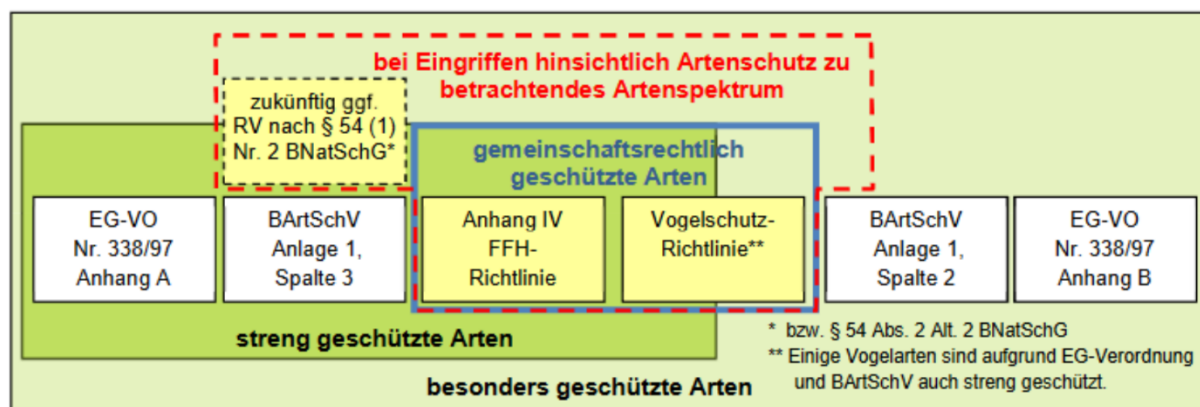 bei Eingriffen hinsichtlich Artenschutz zu
betrachtendes Artenspektrum
zukünftig ggf.
RV nach § 54 (1)
Nr. 2 BNatSchG*
gemeinschaftsrechtlich
geschützte Arten
EG-VO
Nr. 338/97
Anhang A
BArtSchV
Anlage 1,
Spalte 3
Anhang IV
FFH-
Richtlinie
Vogelschutz-
Richtlinie**
BArtSchV
Anlage 1,
Spalte 2
EG-VO
Nr. 338/97
Anhang B
streng geschützte Arten
* bzw. § 54 Abs. 2 Alt. 2 BNatSchG
** Einige Vogelarten sind aufgrund EG-Verordnung
und BArtSchV auch streng geschützt.
besonders geschützte Arten